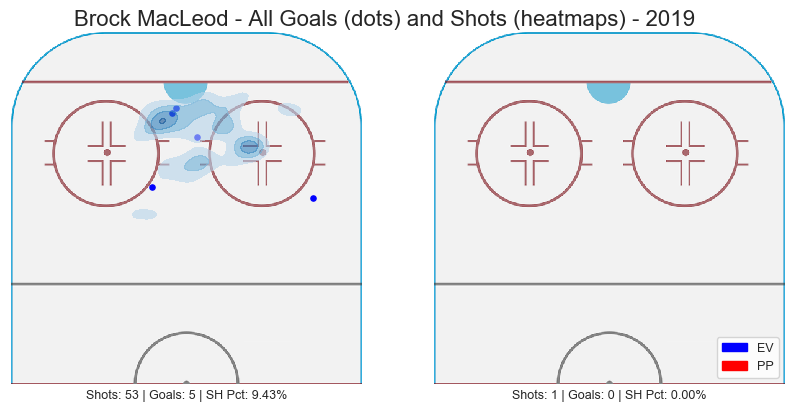 Brock MacLeod - All Goals (dots) and Shots (heatmaps) - 2019
EV
PP
Shots: 53 | Goals: 5 | SH Pct: 9.43%
Shots: 1 | Goals: 0 | SH Pct: 0.00%